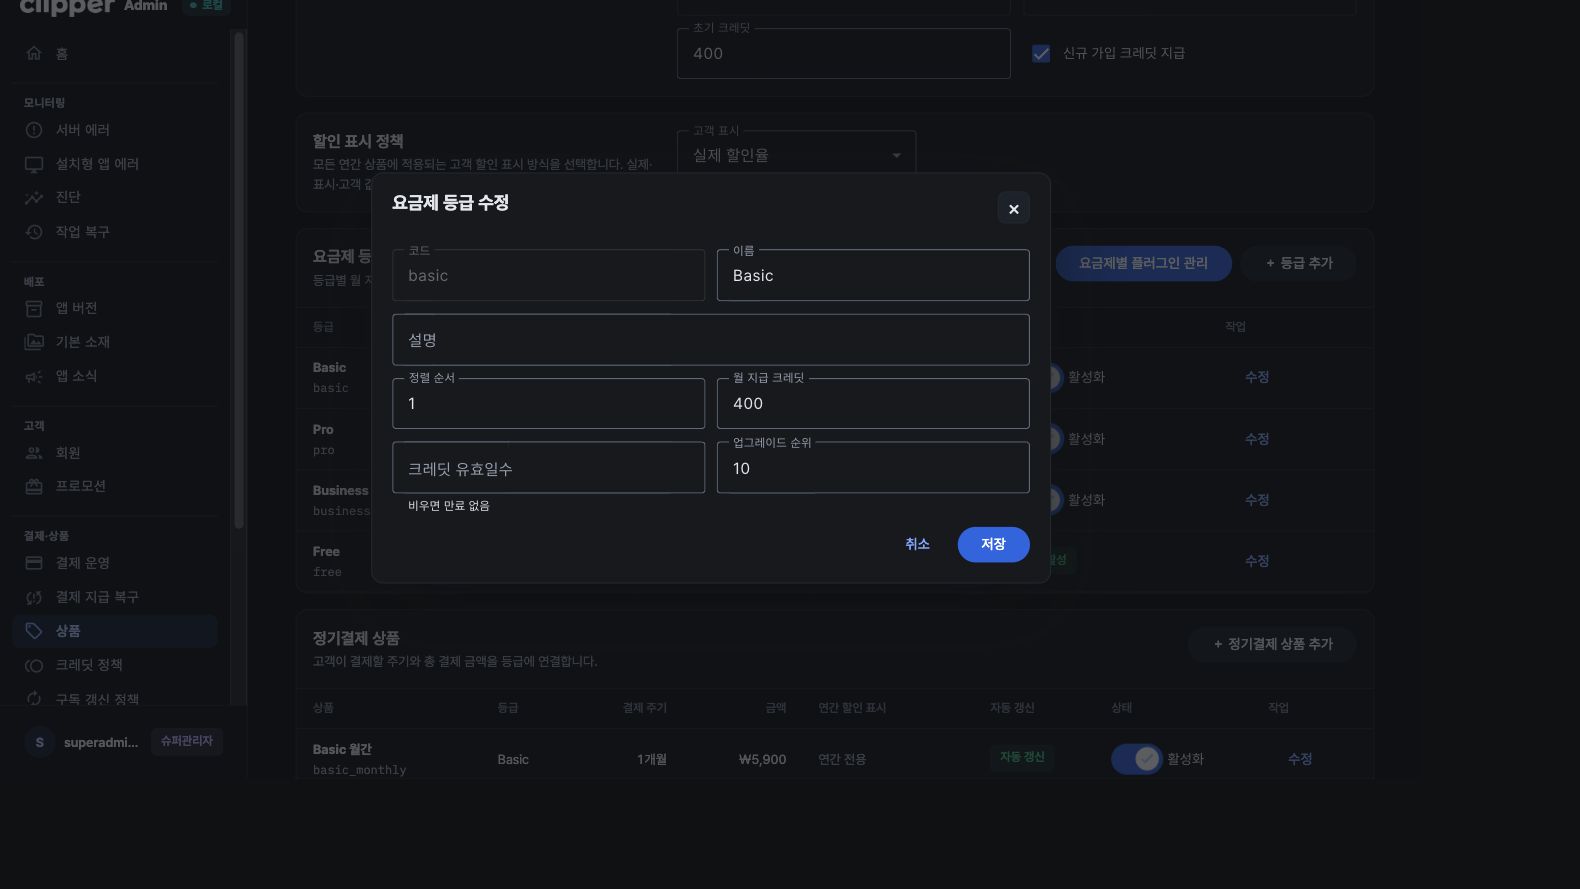 clipper Admin 로컬
홈
모니터링
서버 에러
설치형 앱 에러
진단
작업 복구
배포
앱 버전
기본 소재
앱 소식
고객
회원
프로모션
결제·상품
결제 운영
결제 지급 복구
상품
크레딧 정책
구독 갱신 정책
S superadmi... 슈퍼관리자
초기 크레딧
400
신규 가입 크레딧 지급
할인 표시 정책
모든 연간 상품에 적용되는 고객 할인 표시 방식을 선택합니다. 실제·
표시·고객
고객 표시
실제 할인율
요금제
등급별 월
요금제별 플러그인 관리
+ 등급 추가
등급 작업
Basic
basic
활성화 수정
Pro
pro
활성화 수정
Business
business
활성화 수정
Free
free
수정
요금제 등급 수정
×
코드
basic
이름
Basic
설명
정렬 순서
1
월 지급 크레딧
400
크레딧 유효일수
비우면 만료 없음
업그레이드 순위
10
취소 저장
정기결제 상품
고객이 결제할 주기와 총 결제 금액을 등급에 연결합니다.
+ 정기결제 상품 추가
상품 등급 결제 주기 금액 연간 할인 표시 자동 갱신 상태 작업
Basic 월간
basic_monthly
Basic 1개월 ₩5,900 연간 전용 자동 갱신 활성화 수정